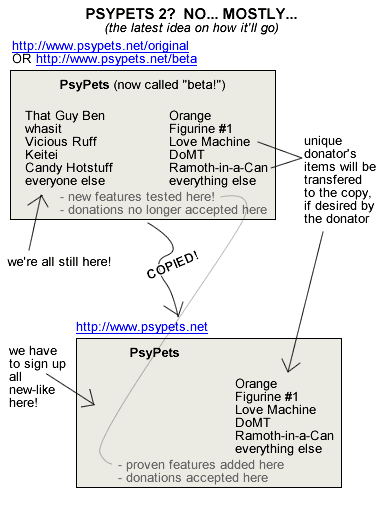 PSYPETS 2? NO... MOSTLY...
(the latest idea on how it'll go)
http://www.psypets.net/original
OR http://www.psypets.net/beta
PsyPets (now called "beta!")
That Guy Ben
whasit
Vicious Ruff
Keitei
Candy Hotstuff
everyone else
Orange
Figurine #1
Love Machine
DoMT
Ramoth-in-a-Can
everything else
- new features tested here!
- donations no longer accepted here
unique
donator's
items will be
transfered
to the copy,
if desired by
the donator
we're all still here!
COPIED!
http://www.psypets.net
we have
to sign up
all
new-like
here!
PsyPets
Orange
Figurine #1
Love Machine
DoMT
Ramoth-in-a-Can
everything else
- proven features added here
- donations accepted here